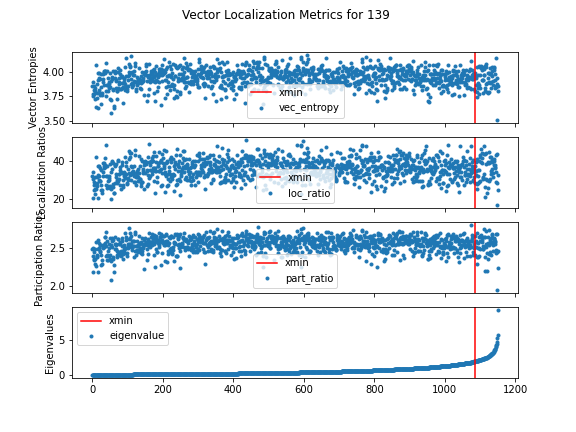 Vector Localization Metrics for 139
Vector Entropies
4.00
3.75
3.50
xmin
vec_entropy
Localization Ratios
40
20
xmin
loc_ratio
Participation Ratios
2.5
2.0
xmin
part_ratio
Eigenvalues
5
0
xmin
eigenvalue
0
200
400
600
800
1000
1200